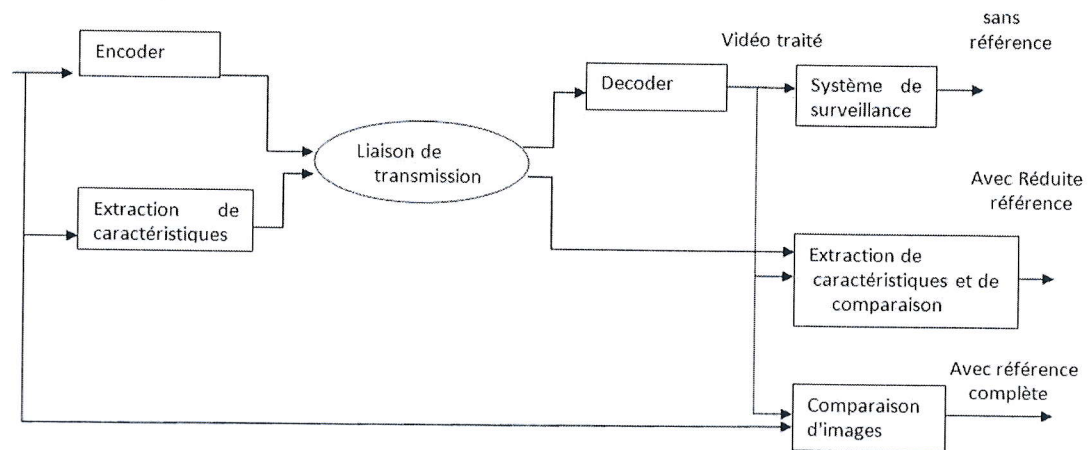 sans
référence
Vidéo traité
Encoder
Decoder
Système de
surveillance
Liaison de
transmission
Avec Réduite
référence
Extraction de
caractéristiques
Extraction de
caractéristiques et de
comparaison
Avec référence
complète
Comparaison
d'images